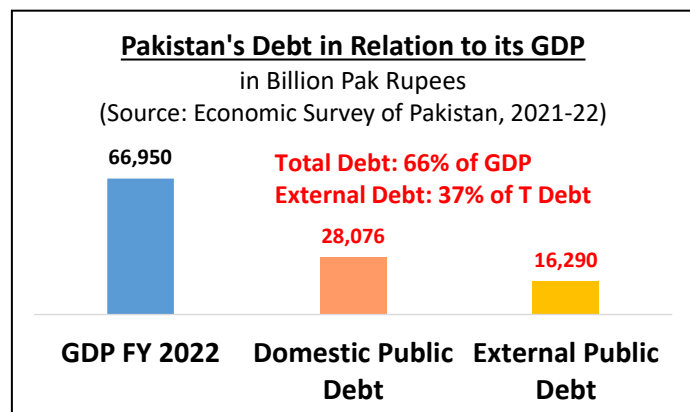 Pakistan's Debt in Relation to its GDP
in Billion Pak Rupees
(Source: Economic Survey of Pakistan, 2021-22)
66,950
Total Debt: 66% of GDP
External Debt: 37% of T Debt
28,076
16,290
GDP FY 2022
Domestic Public
Debt
External Public
Debt